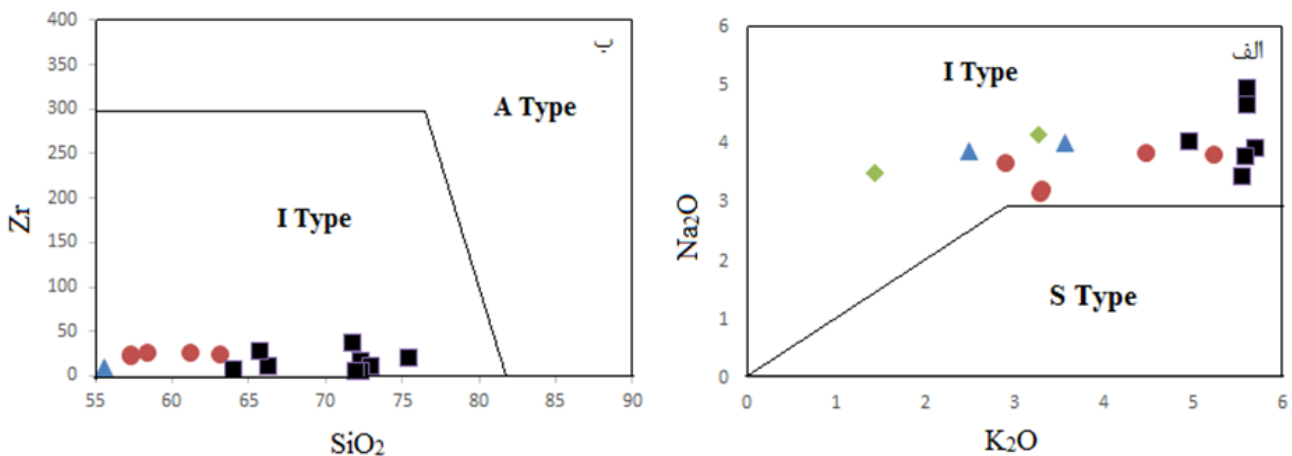 400
350
300
250
200
150
100
50
0
Zr
ب
A Type
I Type
55 60 65 70 75 80 85 90
SiO2
6
5
4
3
2
1
0
Na2O
الف
I Type
S Type
0 1 2 3 4 5 6
K2O